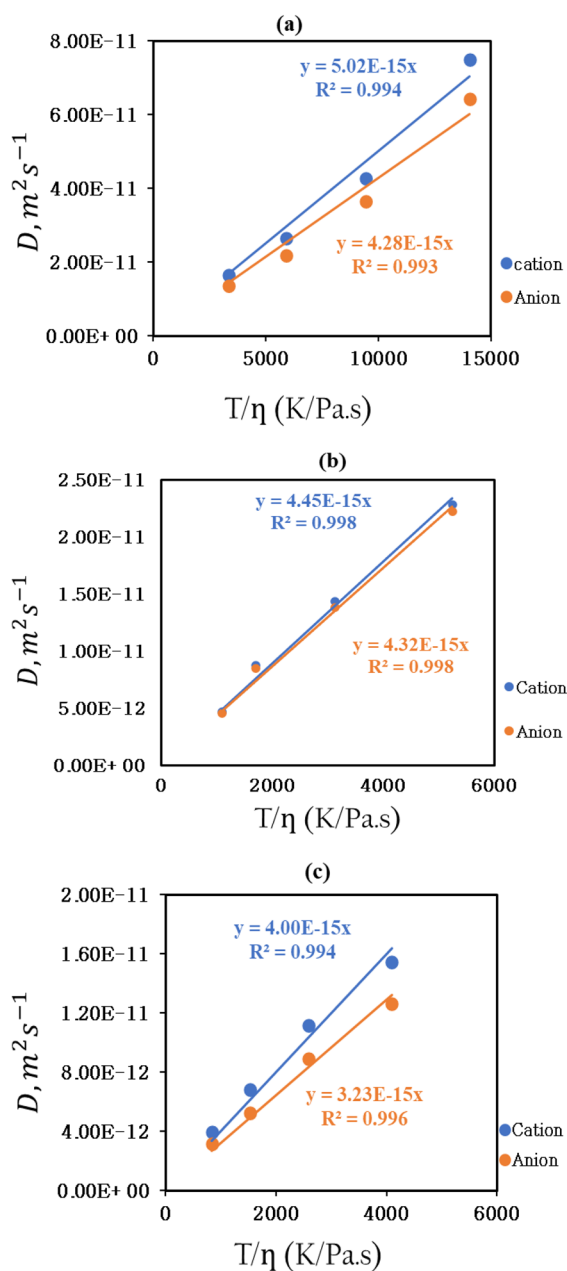 (a)
8.00E-11
y = 5.02E-15x
R² = 0.994
6.00E-11
D, m²s⁻¹
4.00E-11
y = 4.28E-15x
R² = 0.993
2.00E-11
cation
Anion
0.00E+00
0 5000 10000 15000
T/η (K/Pa.s)
(b)
2.50E-11
y = 4.45E-15x
R² = 0.998
2.00E-11
D, m²s⁻¹
1.50E-11
1.00E-11
y = 4.32E-15x
R² = 0.998
Cation
5.00E-12
Anion
0.00E+00
0 2000 4000 6000
T/η (K/Pa.s)
(c)
2.00E-11
y = 4.00E-15x
R² = 0.994
1.60E-11
D, m²s⁻¹
1.20E-11
8.00E-12
y = 3.23E-15x
R² = 0.996
4.00E-12
Cation
Anion
0.00E+00
0 2000 4000 6000
T/η (K/Pa.s)